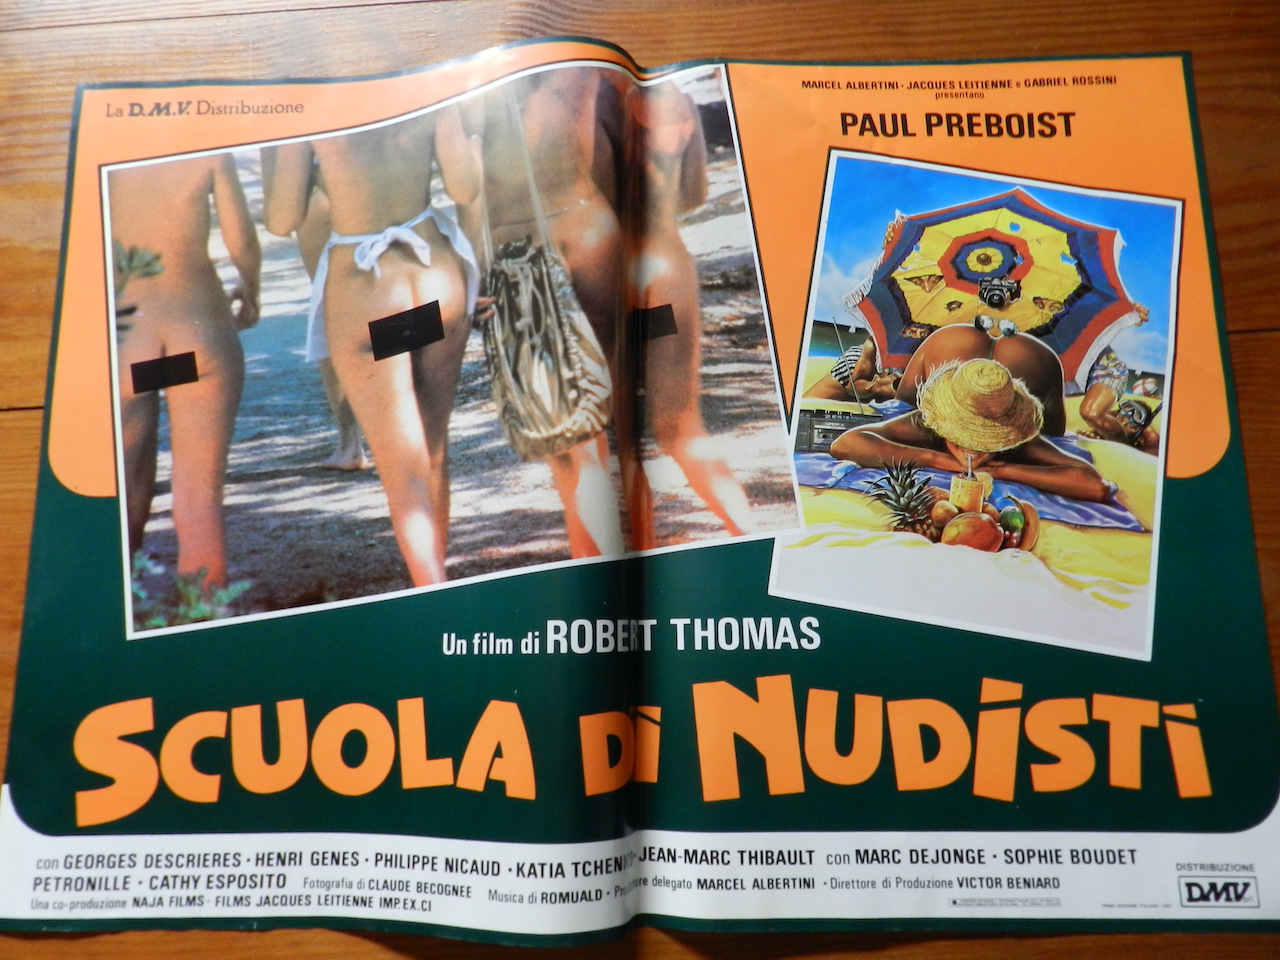 La D.M.V. Distribuzione
MARCEL ALBERTINI · JACQUES LEITIENNE e GABRIEL ROSSINI
presentano
PAUL PREBOIST
Un film di ROBERT THOMAS
SCUOLA Di NUDiSTi
con GEORGES DESCRIERES · HENRI GENES · PHILIPPE NICAUD · KATIA TCHENKO · JEAN-MARC THIBAULT con MARC DEJONGE · SOPHIE BOUDET
PETRONILLE · CATHY ESPOSITO Fotografia di CLAUDE BECOGNEE Musica di ROMUALD · Produttore delegato MARCEL ALBERTINI · Direttore di Produzione VICTOR BENIARD
Una co-produzione NAJA FILMS - FILMS JACQUES LEITIENNE IMP.EX.CI
DISTRIBUZIONE
DMV